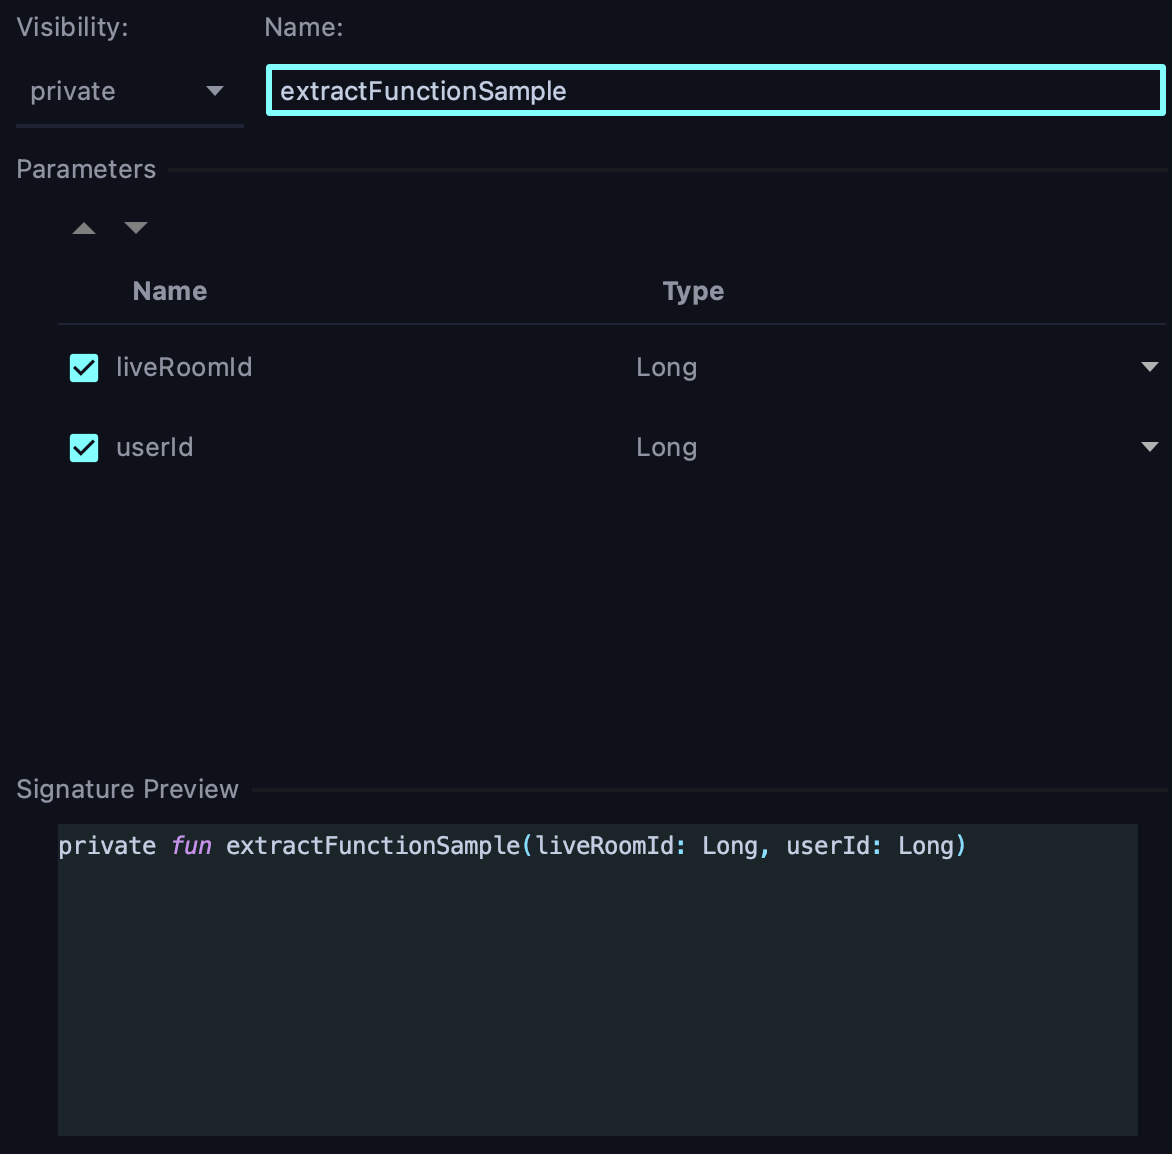 Visibility: Name:
private extractFunctionSample
Parameters
Name Type
liveRoomId Long
userId Long
Signature Preview
private fun extractFunctionSample(liveRoomId: Long, userId: Long)